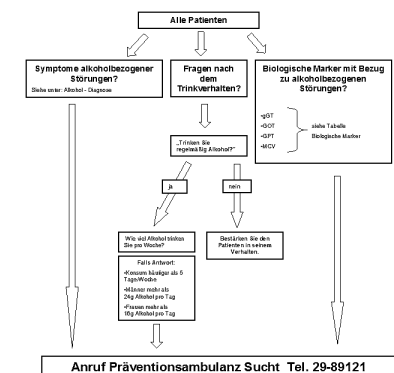 Alle Patienten
Symptome alkoholbezogener
Störungen?
Siehe unter: Alkohol - Diagnose
Fragen nach
dem
Trinkverhalten?
Biologische Marker mit Bezug
zu alkoholbezogenen
Störungen?
•gGT
•GOT
•GPT
•MCV
siehe Tabelle
Biologische Marker
„Trinken Sie
regelmäßig Alkohol?"
ja
nein
Wie viel Alkohol trinken
Sie pro Woche?
Falls Antwort:
•Konsum häufiger als 5
Tage/Woche
•Männer mehr als
24g Alkohol pro Tag
•Frauen mehr als
16g Alkohol pro Tag
Bestärken Sie den
Patienten in seinem
Verhalten.
Anruf Präventionsambulanz Sucht Tel. 29-89121